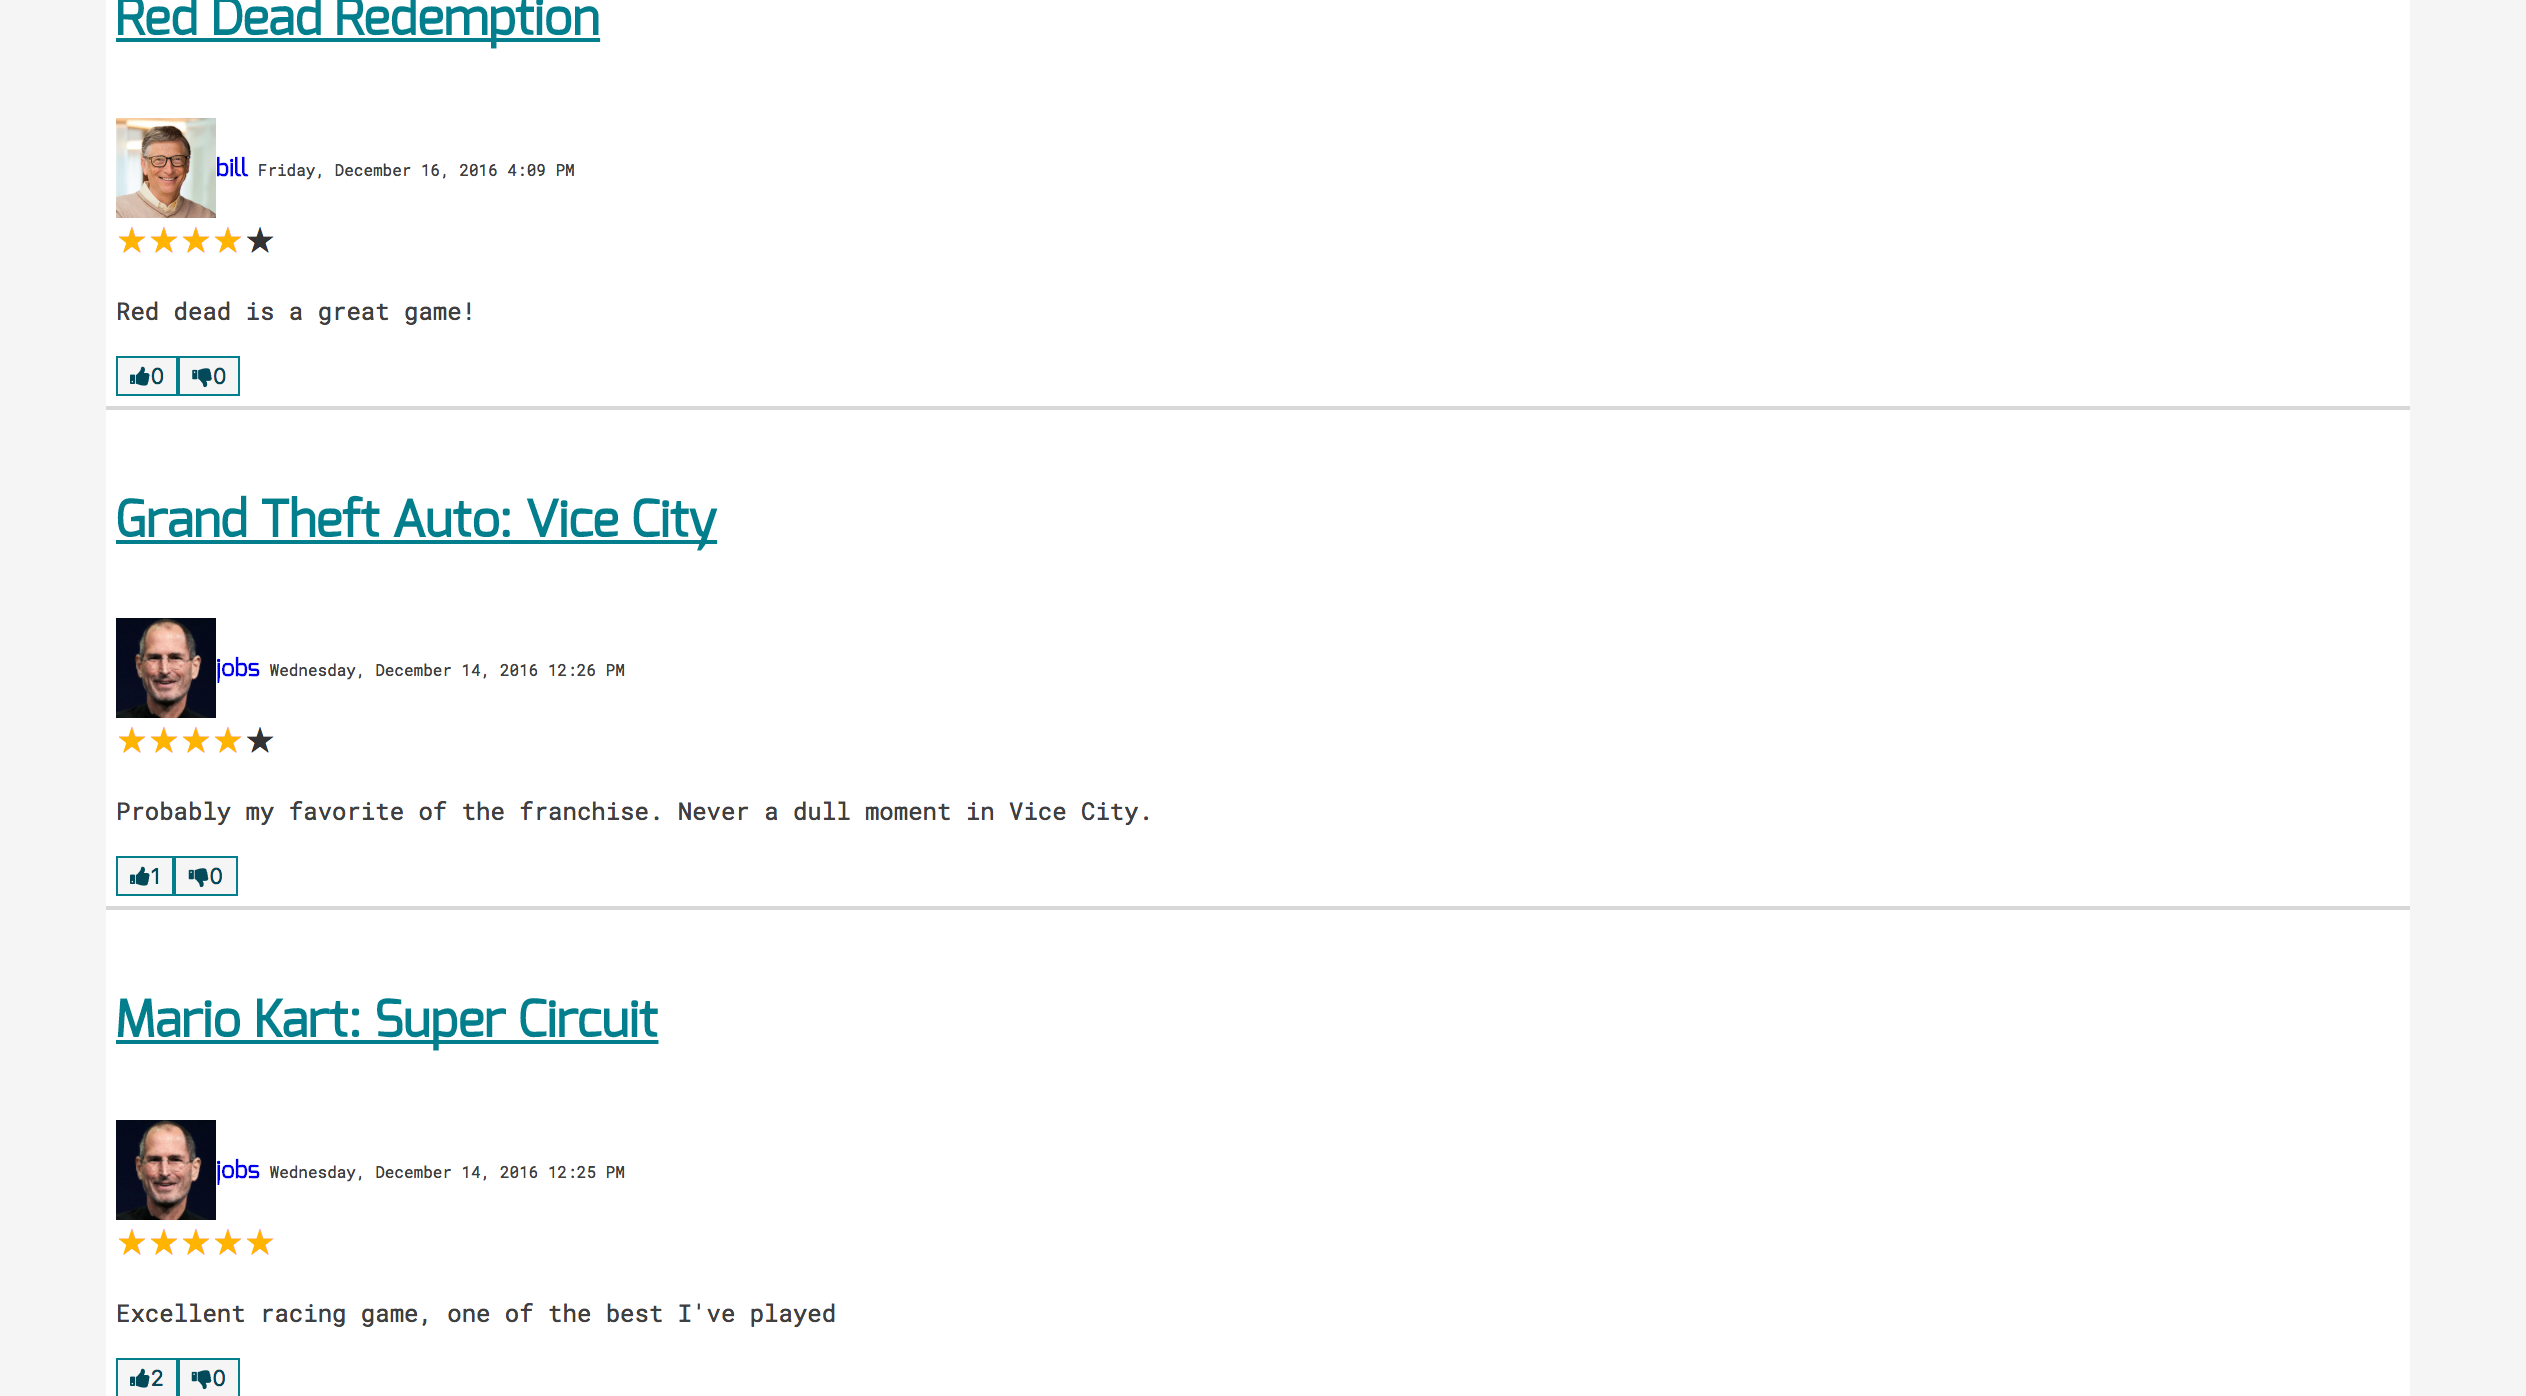 Red Dead Redemption
bill Friday, December 16, 2016 4:09 PM
★★★★★
Red dead is a great game!
0 0
Grand Theft Auto: Vice City
jobs Wednesday, December 14, 2016 12:26 PM
★★★★★
Probably my favorite of the franchise. Never a dull moment in Vice City.
1 0
Mario Kart: Super Circuit
jobs Wednesday, December 14, 2016 12:25 PM
★★★★★
Excellent racing game, one of the best I've played
2 0